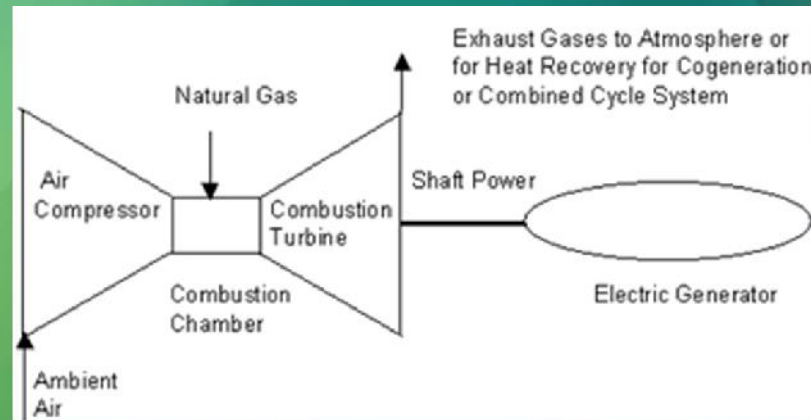 Exhaust Gases to Atmosphere or
for Heat Recovery for Cogeneration
or Combined Cycle System
Natural Gas
Air
Compressor
Combustion
Turbine
Shaft Power
Combustion
Chamber
Electric Generator
Ambient
Air